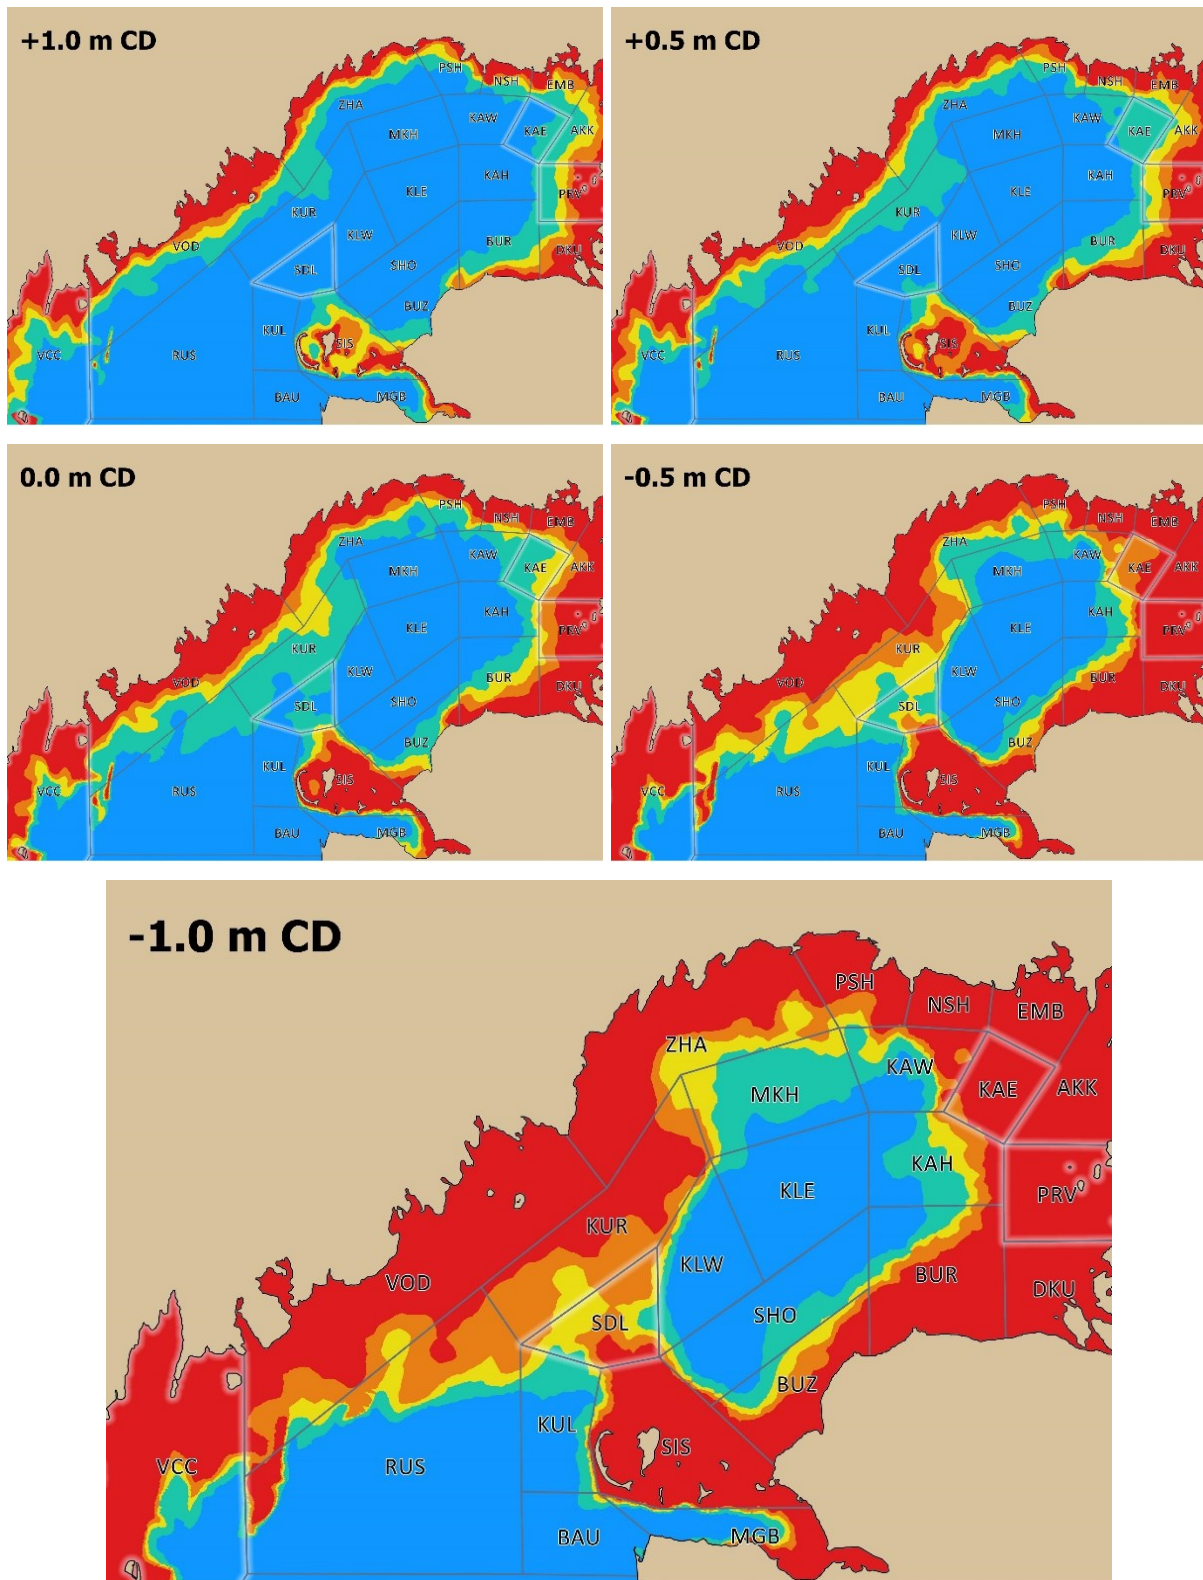 +1.0 m CD
PSH
NSH
EMB
ZHA
MKH
KAW
KAE
AKK
KLE
KAH
PRV
KUR
KLW
BUR
DKU
VOD
SDL
SHO
BUZ
VCC
RUS
KUL
SIS
BAU
MGB
+0.5 m CD
PSH
NSH
EMB
ZHA
MKH
KAW
KAE
AKK
KLE
KAH
PRV
KUR
KLW
BUR
DKU
VOD
SDL
SHO
BUZ
VCC
RUS
KUL
SIS
BAU
MGB
0.0 m CD
PSH
NSH
EMB
ZHA
MKH
KAW
KAE
AKK
KLE
KAH
PRV
KUR
KLW
BUR
DKU
VOD
SDL
SHO
BUZ
VCC
RUS
KUL
SIS
BAU
MGB
-0.5 m CD
PSH
NSH
EMB
ZHA
MKH
KAW
KAE
AKK
KLE
KAH
PRV
KUR
KLW
BUR
DKU
VOD
SDL
SHO
BUZ
VCC
RUS
KUL
SIS
BAU
MGB
-1.0 m CD
PSH
NSH
EMB
ZHA
MKH
KAW
KAE
AKK
KLE
KAH
PRV
KUR
KLW
BUR
DKU
VOD
SDL
SHO
BUZ
VCC
RUS
KUL
SIS
BAU
MGB